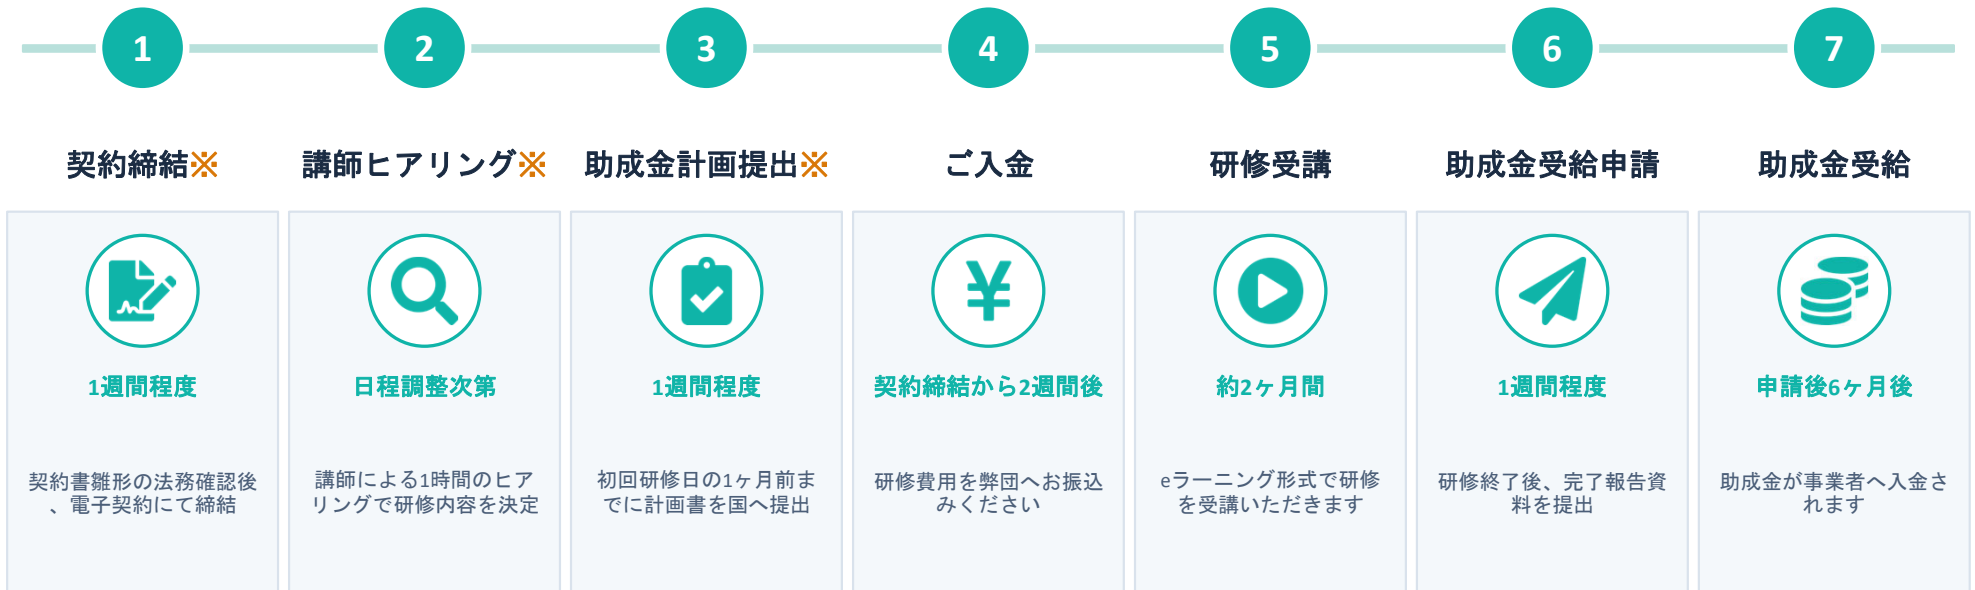 1
2
3
4
5
6
7
契約締結※
講師ヒアリング※
助成金計画提出※
ご入金
研修受講
助成金受給申請
助成金受給
1週間程度
日程調整次第
1週間程度
契約締結から2週間後
約2ヶ月間
1週間程度
申請後6ヶ月後
契約書雛形の法務確認後
、電子契約にて締結
講師による1時間のヒア
リングで研修内容を決定
初回研修日の1ヶ月前ま
でに計画書を国へ提出
研修費用を弊団へお振込
みください
eラーニング形式で研修
を受講いただきます
研修終了後、完了報告資
料を提出
助成金が事業者へ入金さ
れます